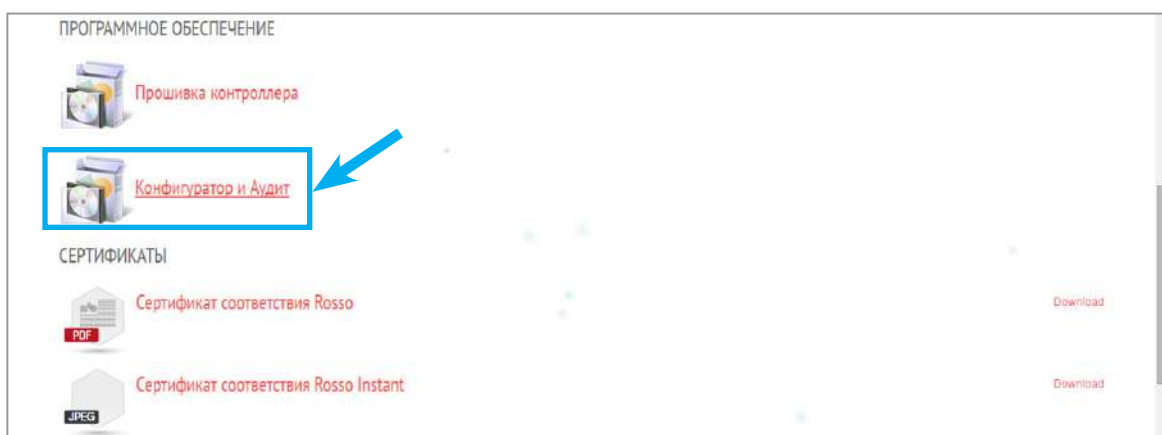 ПРОГРАММНОЕ ОБЕСПЕЧЕНИЕ
Прошивка контроллера
Конфигуратор и Аудит
СЕРТИФИКАТЫ
Сертификат соответствия Rosso
Download
PDF
Сертификат соответствия Rosso Instant
Download
JPEG